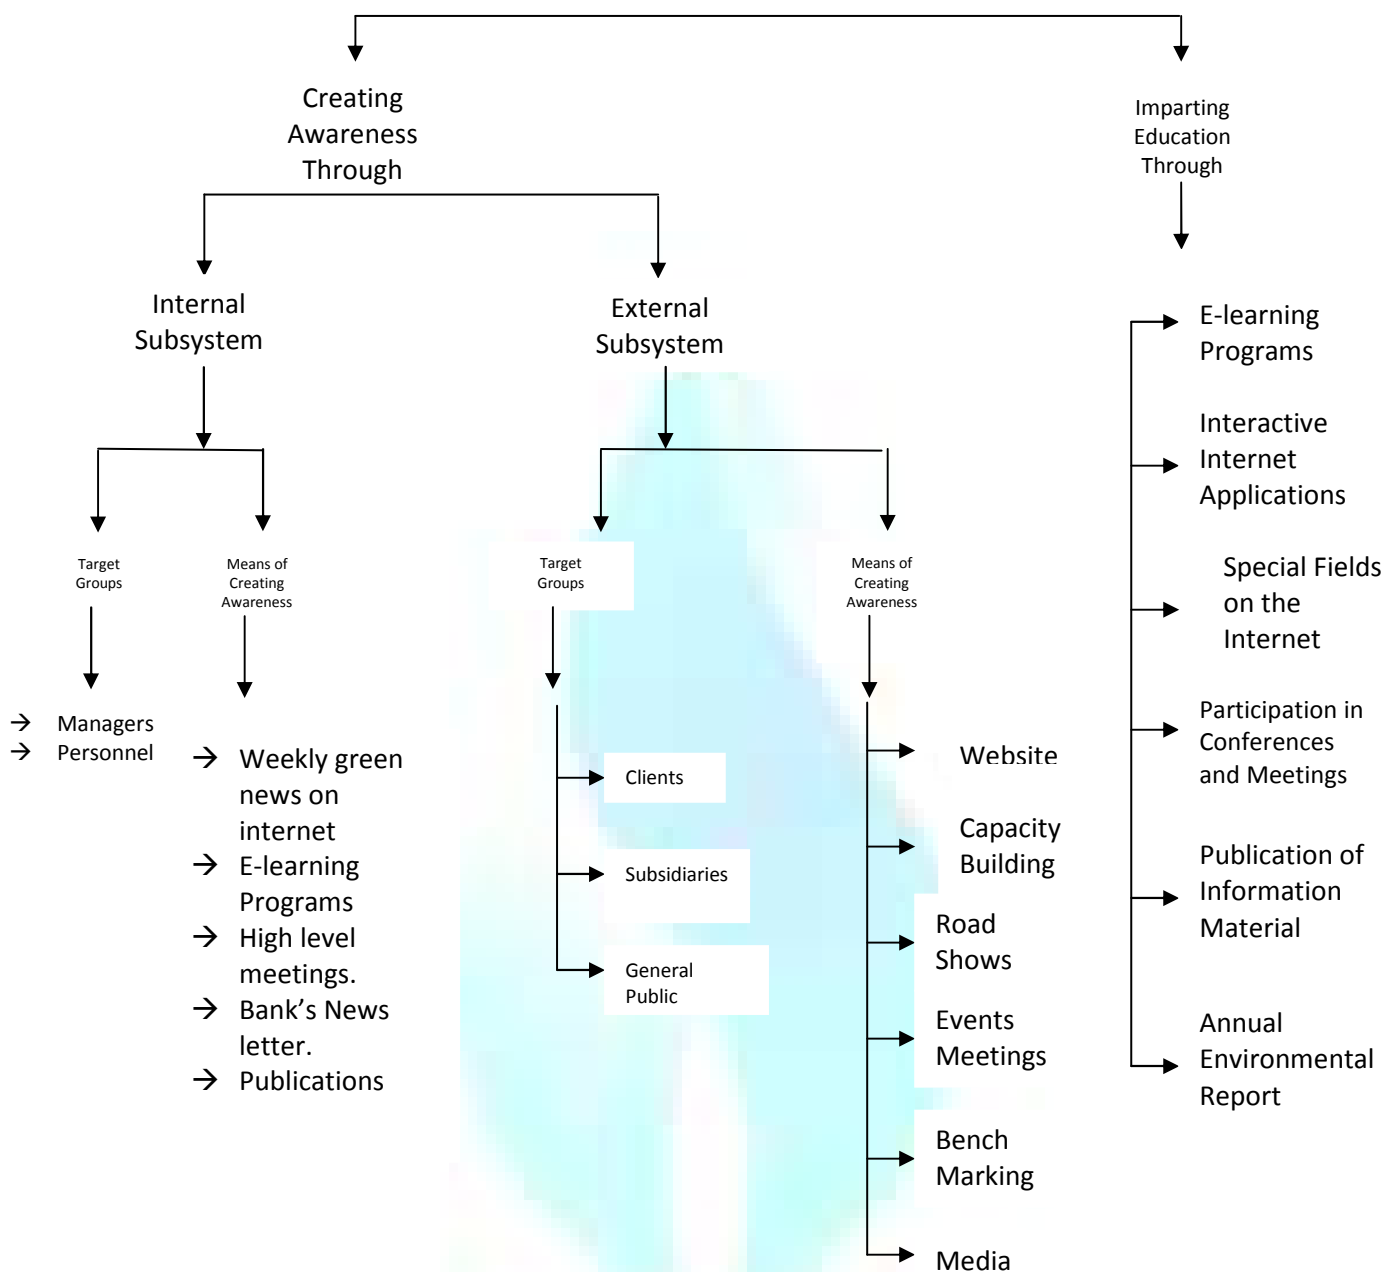 Creating
Awareness
Through
Imparting
Education
Through
Internal
Subsystem
External
Subsystem
Target
Groups
Means of
Creating
Awareness
Target
Groups
Means of
Creating
Awareness
→ Managers
→ Personnel
→ Weekly green
news on
internet
→ E-learning
Programs
→ High level
meetings.
→ Bank’s News
letter.
→ Publications
Clients
Subsidiaries
General
Public
Website
Capacity
Building
Road
Shows
Events
Meetings
Bench
Marking
Media
E-learning
Programs
Interactive
Internet
Applications
Special Fields
on the
Internet
Participation in
Conferences
and Meetings
Publication of
Information
Material
Annual
Environmental
Report